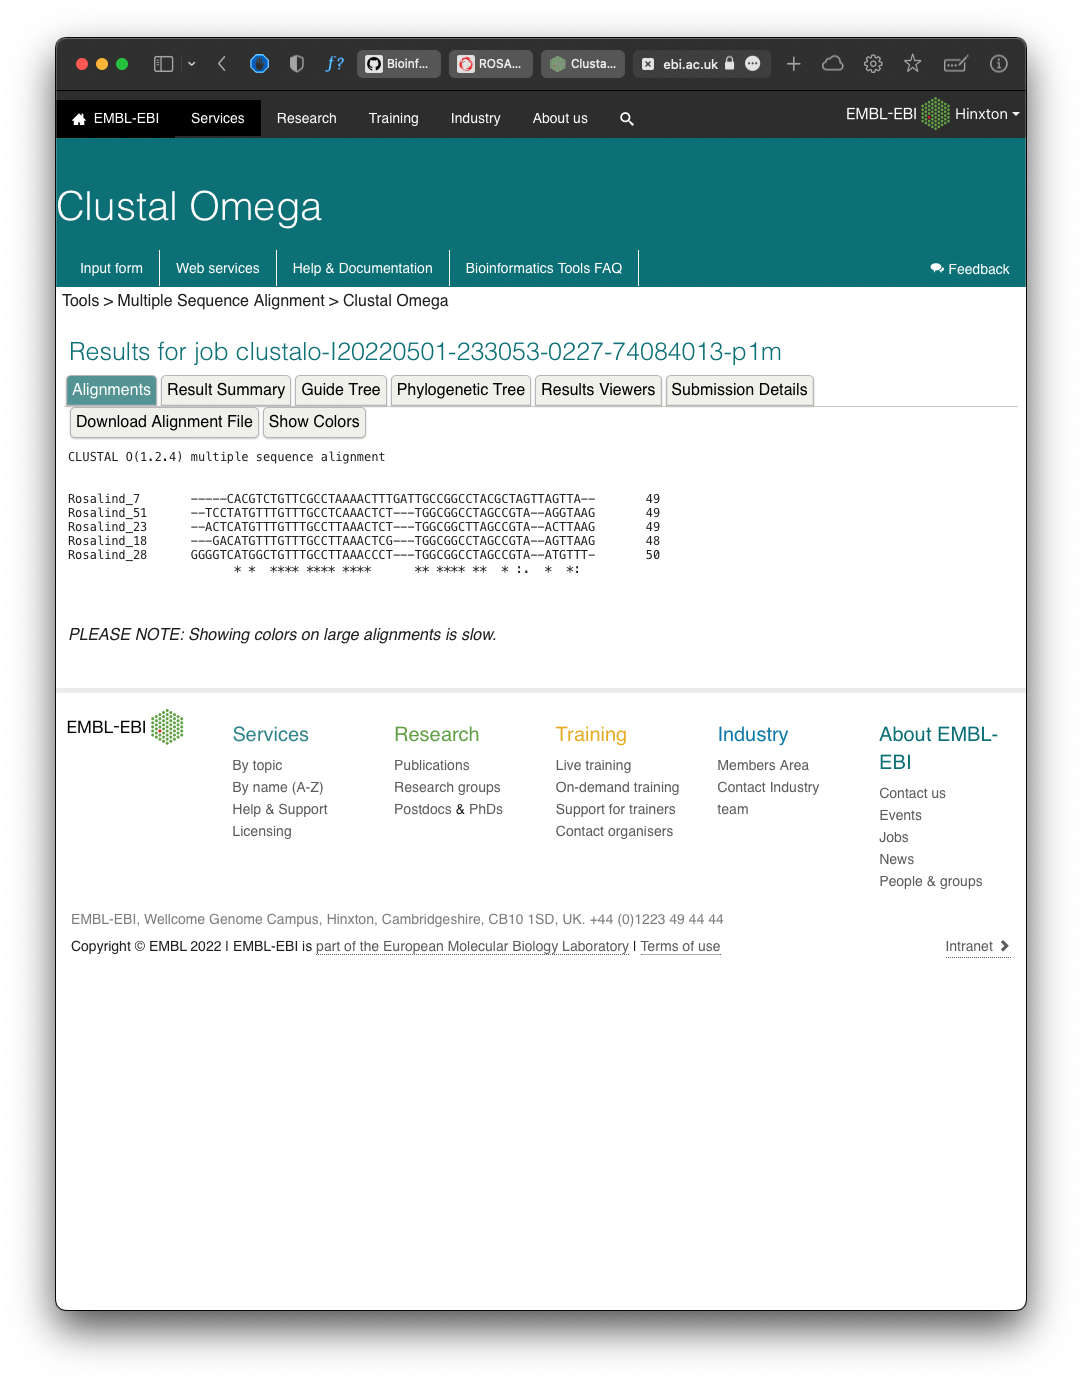 ƒ?
Bioinf...
ROSA...
Clusta...
ebi.ac.uk
EMBL-EBI
Services
Research
Training
Industry
About us
EMBL-EBI Hinxton
Clustal Omega
Input form
Web services
Help & Documentation
Bioinformatics Tools FAQ
Feedback
Tools > Multiple Sequence Alignment > Clustal Omega
Results for job clustalo-I20220501-233053-0227-74084013-p1m
Alignments
Result Summary
Guide Tree
Phylogenetic Tree
Results Viewers
Submission Details
Download Alignment File
Show Colors
CLUSTAL O(1.2.4) multiple sequence alignment
Rosalind_7 -----CACGTCTGTTCGCCTAAAACTTTGATTGCCGGCCTACGCTAGTTAGTTA-- 49
Rosalind_51 --TCCTATGTTTGTTTGCCTCAAACTCT---TGGCGGCCTAGCCGTA--AGGTAAG 49
Rosalind_23 --ACTCATGTTTGTTTGCCTTAAACTCT---TGGCGGCTTAGCCGTA--ACTTAAG 49
Rosalind_18 ---GACATGTTTGTTTGCCTTAAACTCG---TGGCGGCCTAGCCGTA--AGTTAAG 48
Rosalind_28 GGGGTCATGGCTGTTTGCCTTAAACCCT---TGGCGGCCTAGCCGTA--ATGTTT- 50
* *  **** **** ****      ** **** **  * :.  *  *:
PLEASE NOTE: Showing colors on large alignments is slow.
EMBL-EBI
Services
By topic
By name (A-Z)
Help & Support
Licensing
Research
Publications
Research groups
Postdocs & PhDs
Training
Live training
On-demand training
Support for trainers
Contact organisers
Industry
Members Area
Contact Industry
team
About EMBL-
EBI
Contact us
Events
Jobs
News
People & groups
EMBL-EBI, Wellcome Genome Campus, Hinxton, Cambridgeshire, CB10 1SD, UK. +44 (0)1223 49 44 44
Copyright © EMBL 2022 | EMBL-EBI is part of the European Molecular Biology Laboratory | Terms of use
Intranet